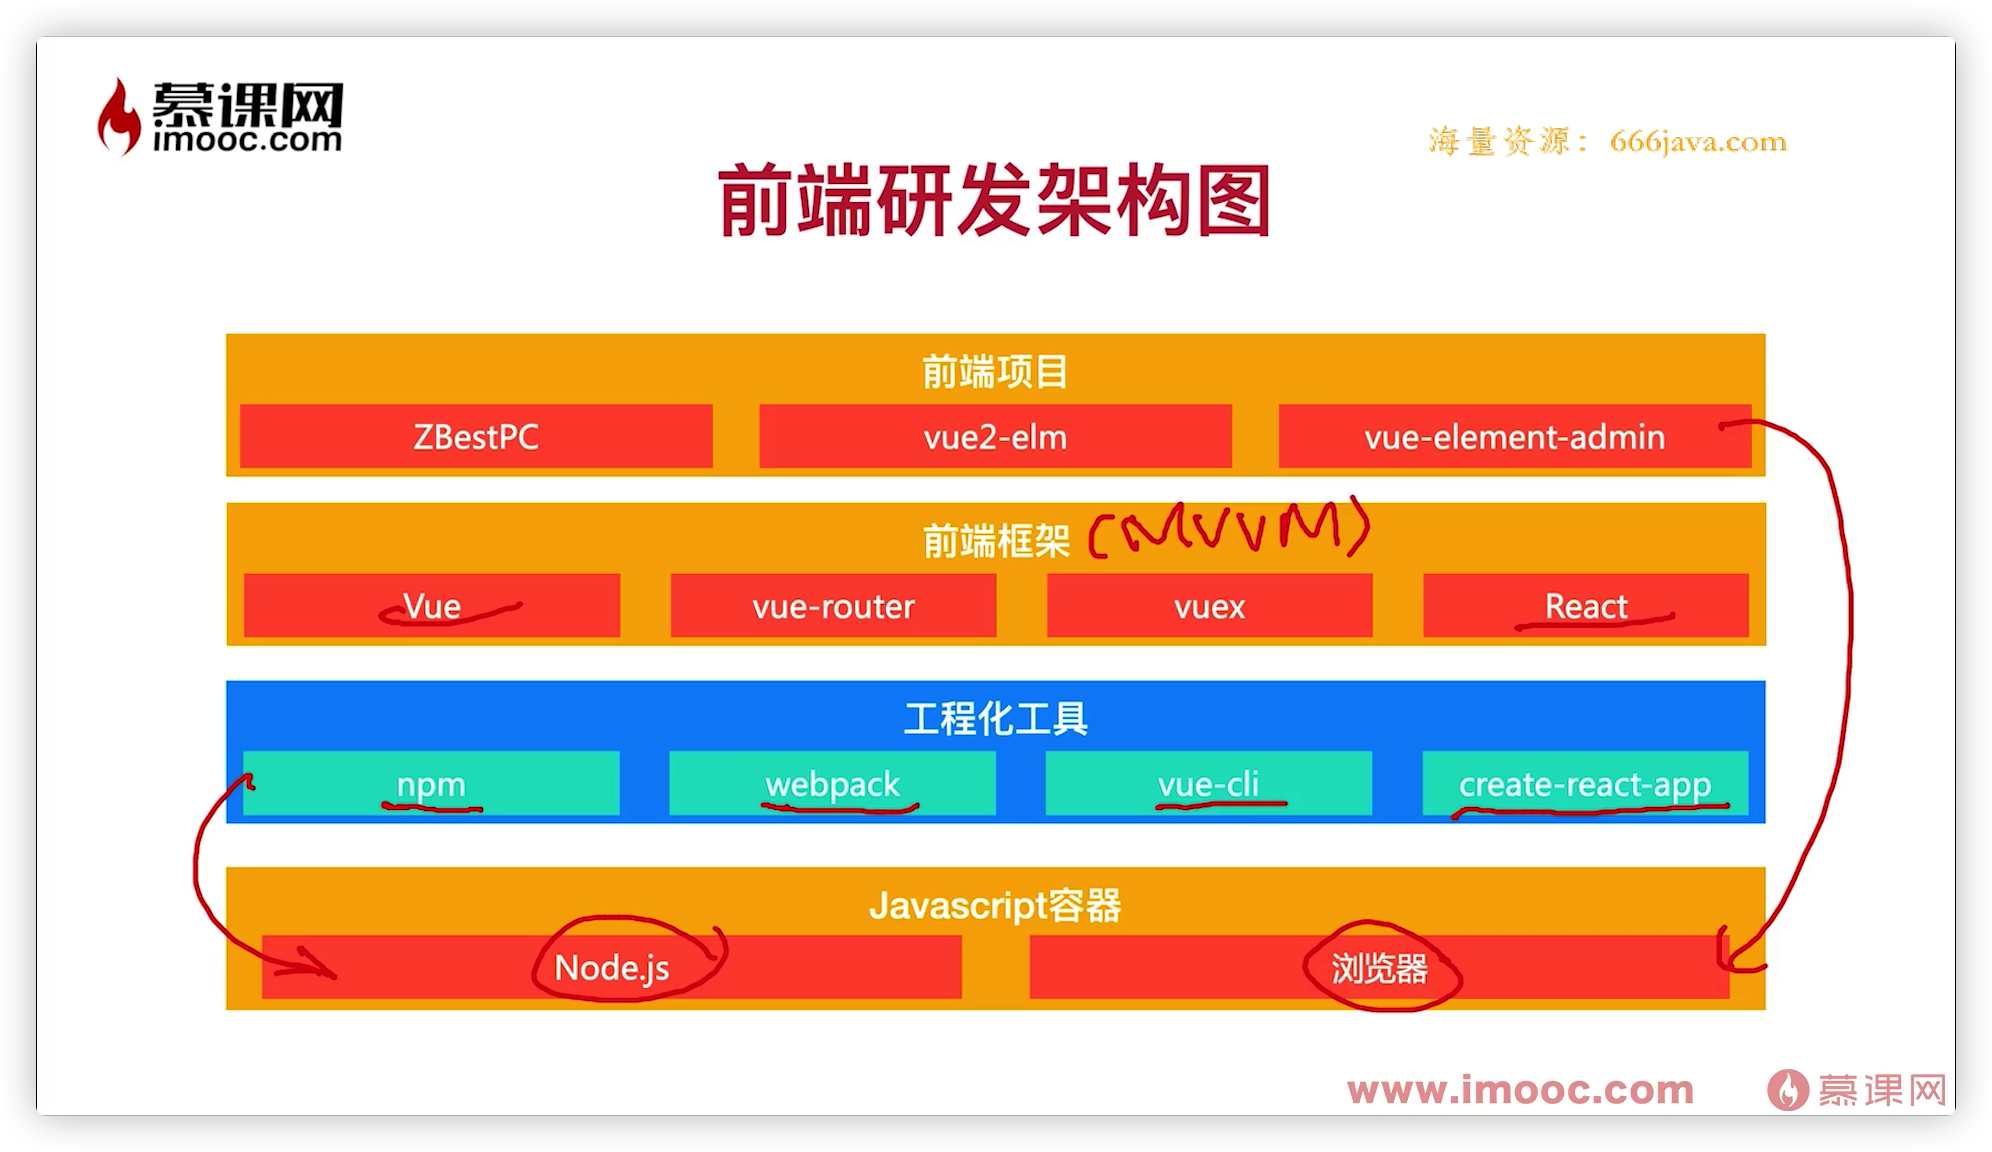 慕课网
imooc.com
海量资源：666java.com
前端研发架构图
前端项目
ZBestPC
vue2-elm
vue-element-admin
前端框架 (MVVM)
Vue
vue-router
vuex
React
工程化工具
npm
webpack
vue-cli
create-react-app
Javascript容器
Node.js
浏览器
www.imooc.com
慕课网